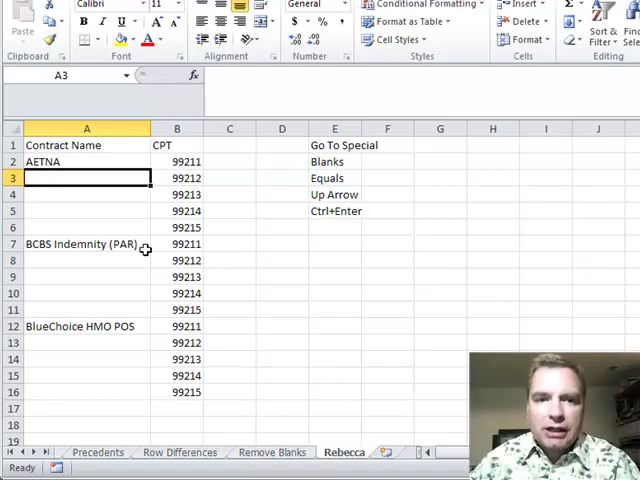 Calibri 11
Paste
Clipboard Font Alignment Number Styles Cells Editing
General
$ % ,
Conditional Formatting
Format as Table
Cell Styles
Insert
Delete
Format
Sort &
Filter
A3 fx
A B C D E F G H I J
1 Contract Name CPT Go To Special
2 AETNA 99211 Blanks
3 99212 Equals
4 99213 Up Arrow
5 99214 Ctrl+Enter
6 99215
7 BCBS Indemnity (PAR) 99211
8 99212
9 99213
10 99214
11 99215
12 BlueChoice HMO POS 99211
13 99212
14 99213
15 99214
16 99215
17
18
19
Precedents Row Differences Remove Blanks Rebecca
Ready